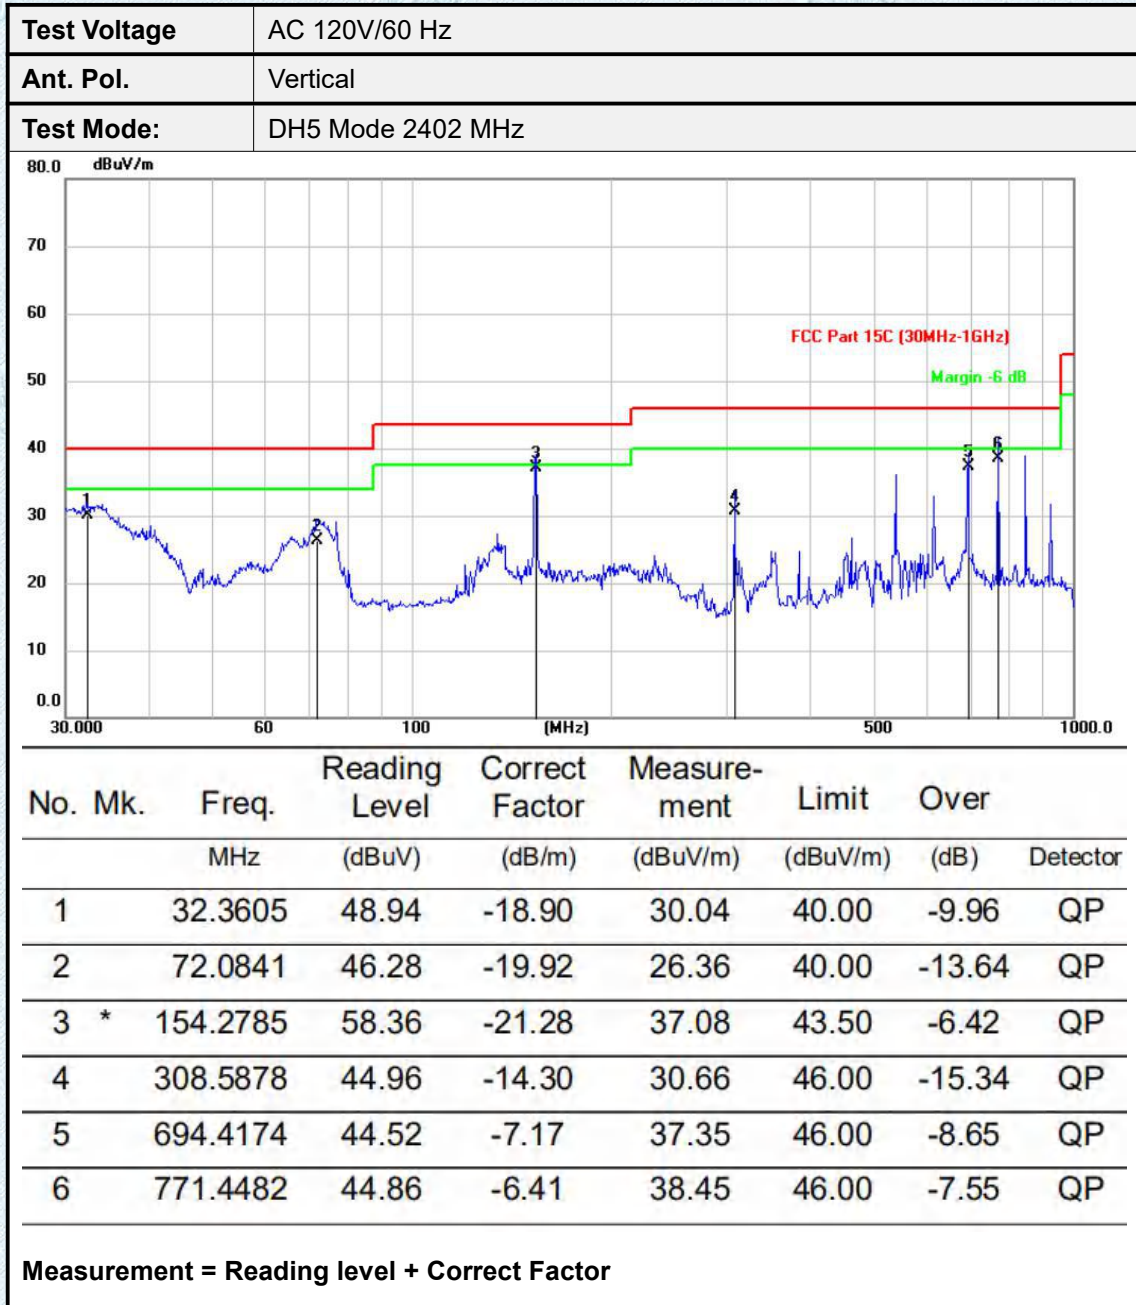 Test Voltage AC 120V/60 Hz
Ant. Pol. Vertical
Test Mode: DH5 Mode 2402 MHz
80.0 dBuV/m
70
60
FCC Part 15C (30MHz-1GHz)
Margin -6 dB
50
40
30
20
10
0.0
1
2
3
4
5
6
30.000 60 100 (MHz) 500 1000.0
No. Mk. Freq. Reading Level Correct Factor Measure-ment Limit Over
MHz (dBuV) (dB/m) (dBuV/m) (dBuV/m) (dB) Detector
1 32.3605 48.94 -18.90 30.04 40.00 -9.96 QP
2 72.0841 46.28 -19.92 26.36 40.00 -13.64 QP
3 * 154.2785 58.36 -21.28 37.08 43.50 -6.42 QP
4 308.5878 44.96 -14.30 30.66 46.00 -15.34 QP
5 694.4174 44.52 -7.17 37.35 46.00 -8.65 QP
6 771.4482 44.86 -6.41 38.45 46.00 -7.55 QP
Measurement = Reading level + Correct Factor